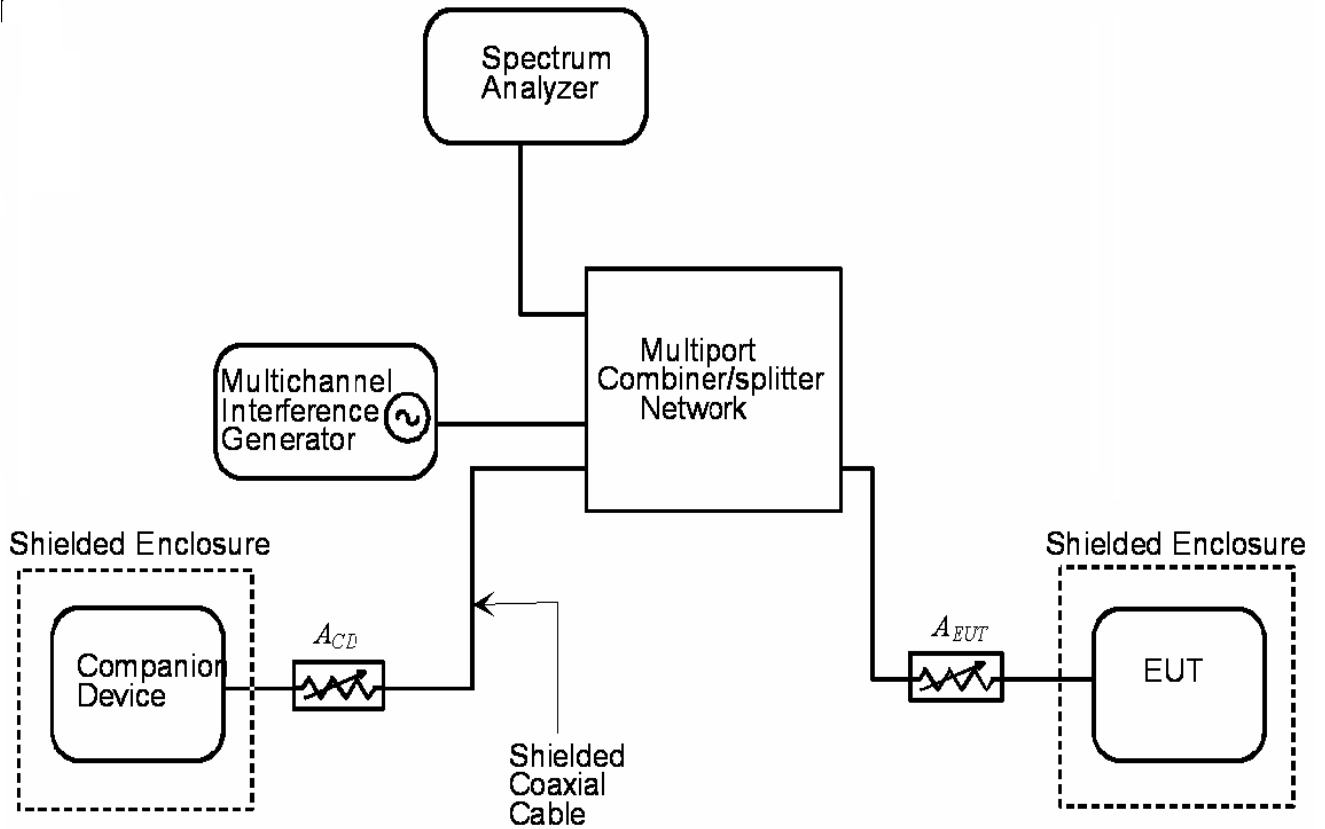 Spectrum
Analyzer
Multiport
Combiner/splitter
Network
Multichannel
Interference
Generator
Shielded Enclosure
Shielded Enclosure
A_CD
A_EUT
Companion
Device
EUT
Shielded
Coaxial
Cable